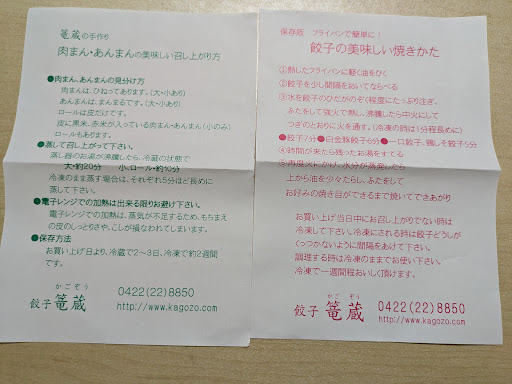 篭蔵の手作り
肉まん・あんまんの美味しい召し上がり方
●肉まん、あんまんの見分け方
肉まんは、ひねってあります。(大・小あり)
あんまんは、まんまるです。(大・小あり)
ロールは皮だけです。
皮に黒米、赤米が入っている肉まん・あんまん(小のみ)
ロールもあります。
●蒸して召し上がって下さい。
蒸し器のお湯が沸騰したら、冷蔵の状態で
大・約20分 小、ロール・約10分
冷凍のまま蒸す場合は、それぞれ5分ほど長めに
蒸して下さい。
●電子レンジでの加熱は出来る限りお避け下さい。
電子レンジでの加熱は、蒸気が不足するため、もちまえ
の皮のしっとりさや、こしが損なわれてしまいます。
●保存方法
お買い上げ日より、冷蔵で2〜3日、冷凍で約2週間
です。
かごぞう
餃子 篭蔵 0422(22)8850
http://www.kagozo.com
保存版 フライパンで簡単に!
餃子の美味しい焼きかた
①熱したフライパンに軽く油をひく
②餃子を少し間隔をおいてならべる
③水を餃子のひだがのぞく程度にたっぷり注ぎ、
ふたをして強火で熱し、沸騰したら中火にして
つぎのとおりに火を通す。(冷凍の時は1分程長めに)
●餃子7分●白金豚餃子6分●一口餃子、鶏しそ餃子5分
④時間が来たら残ったお湯をすてる
⑤再度火にかけ、水分が蒸発したら
上から油を少々たらし、ふたをして
お好みの焼き目ができるまで焼いてできあがり
お買い上げ当日中にお召し上がりでない時は
冷凍して下さい。冷凍にされる時は餃子どうしが
くっつかないように間隔をあけて下さい。
調理する時は冷凍のままでお使い下さい。
冷凍で一週間程おいしく頂けます。
かごぞう
餃子 篭蔵 0422(22)8850
http://www.kagozo.com